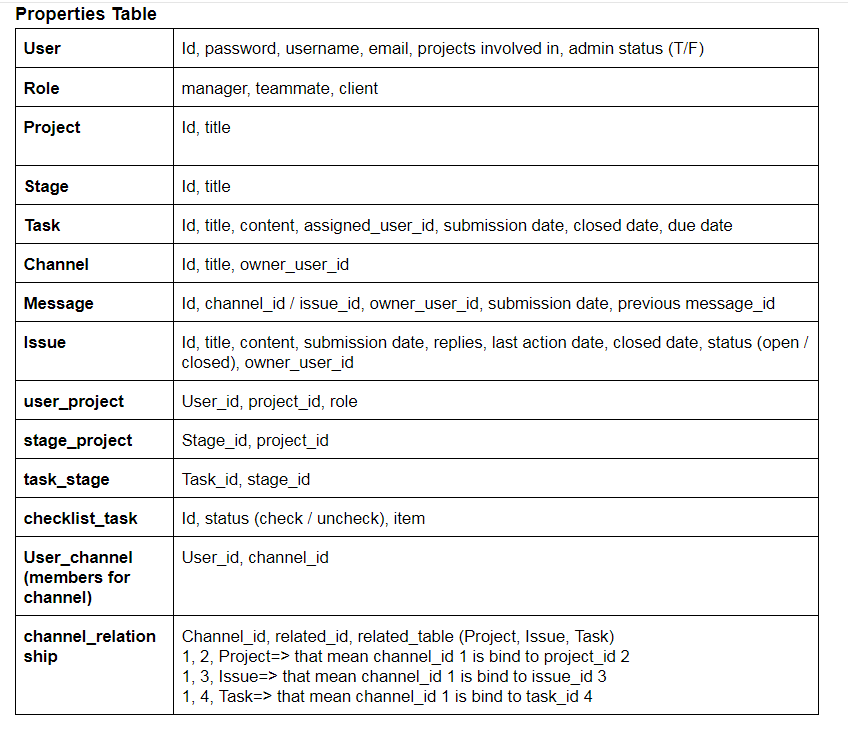 Properties Table
User
Id, password, username, email, projects involved in, admin status (T/F)
Role
manager, teammate, client
Project
Id, title
Stage
Id, title
Task
Id, title, content, assigned_user_id, submission date, closed date, due date
Channel
Id, title, owner_user_id
Message
Id, channel_id / issue_id, owner_user_id, submission date, previous message_id
Issue
Id, title, content, submission date, replies, last action date, closed date, status (open /
closed), owner_user_id
user_project
User_id, project_id, role
stage_project
Stage_id, project_id
task_stage
Task_id, stage_id
checklist_task
Id, status (check / uncheck), item
User_channel
(members for
channel)
User_id, channel_id
channel_relation
ship
Channel_id, related_id, related_table (Project, Issue, Task)
1, 2, Project=> that mean channel_id 1 is bind to project_id 2
1, 3, Issue=> that mean channel_id 1 is bind to issue_id 3
1, 4, Task=> that mean channel_id 1 is bind to task_id 4